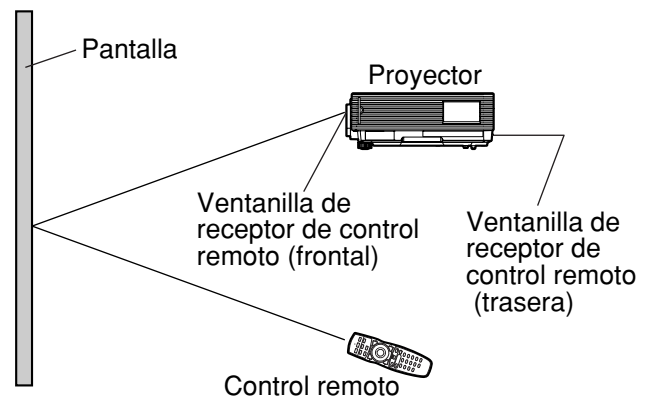 Pantalla
Proyector
Ventanilla de
receptor de control
remoto (frontal)
Ventanilla de
receptor de
control remoto
(trasera)
Control remoto